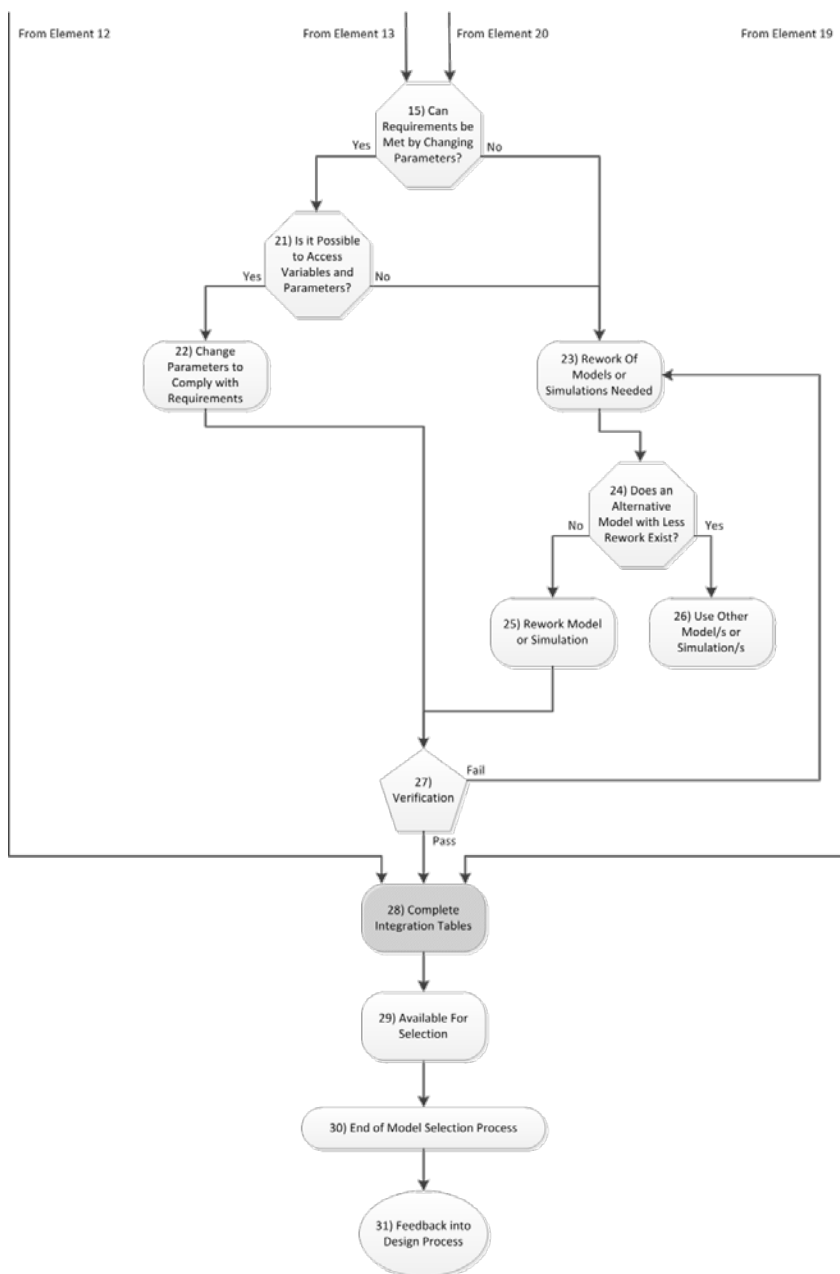 From Element 12
From Element 13
From Element 20
From Element 19
15) Can
Requirements be
Met by Changing
Parameters?
Yes
No
21) Is it Possible
to Access
Variables and
Parameters?
Yes
No
22) Change
Parameters to
Comply with
Requirements
23) Rework Of
Models or
Simulations Needed
24) Does an
Alternative
Model with Less
Rework Exist?
No
Yes
25) Rework Model
or Simulation
26) Use Other
Model/s or
Simulation/s
27)
Verification
Fail
Pass
28) Complete
Integration Tables
29) Available For
Selection
30) End of Model Selection Process
31) Feedback into
Design Process